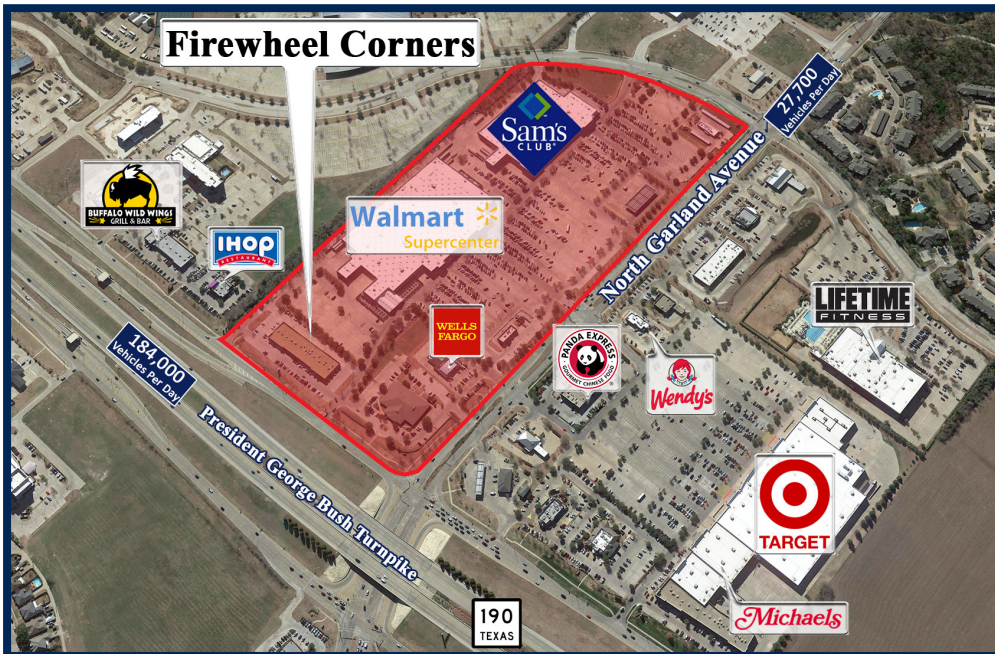 Firewheel Corners
27,700
Vehicles Per Day
Sam's
CLUB®
North Garland Avenue
BUFFALO WILD WINGS
GRILL & BAR
IHOP
RESTAURANT
Walmart
Supercenter
WELLS
FARGO
LIFETIME
FITNESS
PANDA EXPRESS
GOURMET CHINESE FOOD
®
Wendy's
184,000
Vehicles Per Day
President George Bush Turnpike
TARGET
Michaels
190
TEXAS